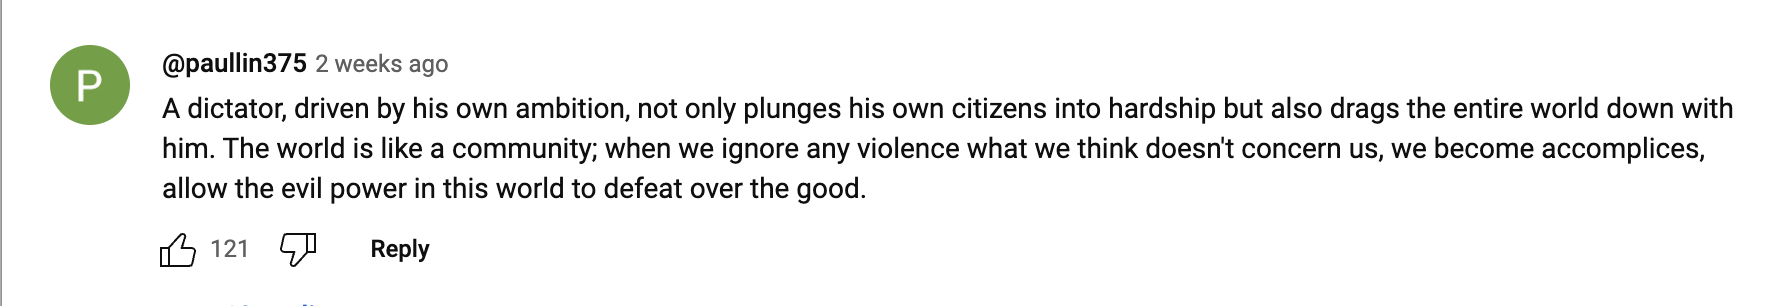 P
@paullin375 2 weeks ago
A dictator, driven by his own ambition, not only plunges his own citizens into hardship but also drags the entire world down with
him. The world is like a community; when we ignore any violence what we think doesn't concern us, we become accomplices,
allow the evil power in this world to defeat over the good.
121 Reply